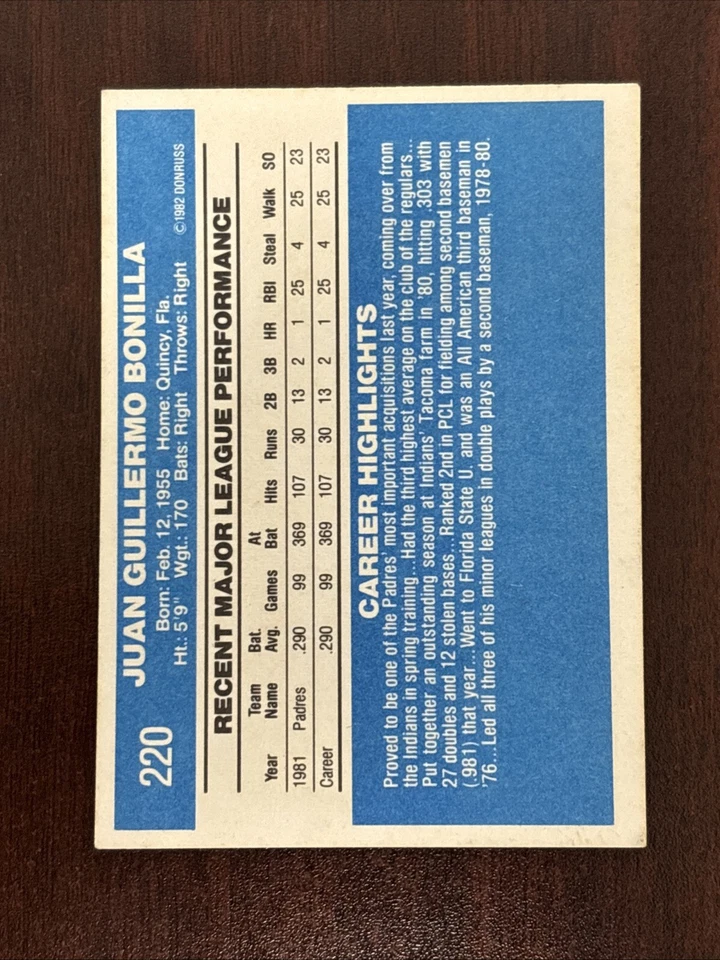 220 JUAN GUILLERMO BONILLA
Born: Feb. 12, 1955 Home: Quincy, Fla.
Ht.: 5'9" Wgt.: 170 Bats: Right Throws: Right ©1982 DONRUSS
RECENT MAJOR LEAGUE PERFORMANCE
Year Team Name Bat. Avg. Games At Bat Hits Runs 2B 3B HR RBI Steal Walk SO
1981 Padres .290 99 369 107 30 13 2 1 25 4 25 23
Career .290 99 369 107 30 13 2 1 25 4 25 23
CAREER HIGHLIGHTS
Proved to be one of the Padres' most important acquisitions last year, coming over from
the Indians in spring training...Had the third highest average on the club of the regulars...
Put together an outstanding season at Indians' Tacoma farm in '80, hitting .303 with
27 doubles and 12 stolen bases...Ranked 2nd in PCL for fielding among second basemen
(.981) that year...Went to Florida State U. and was an All American third baseman in
'76...Led all three of his minor leagues in double plays by a second baseman, 1978-80.